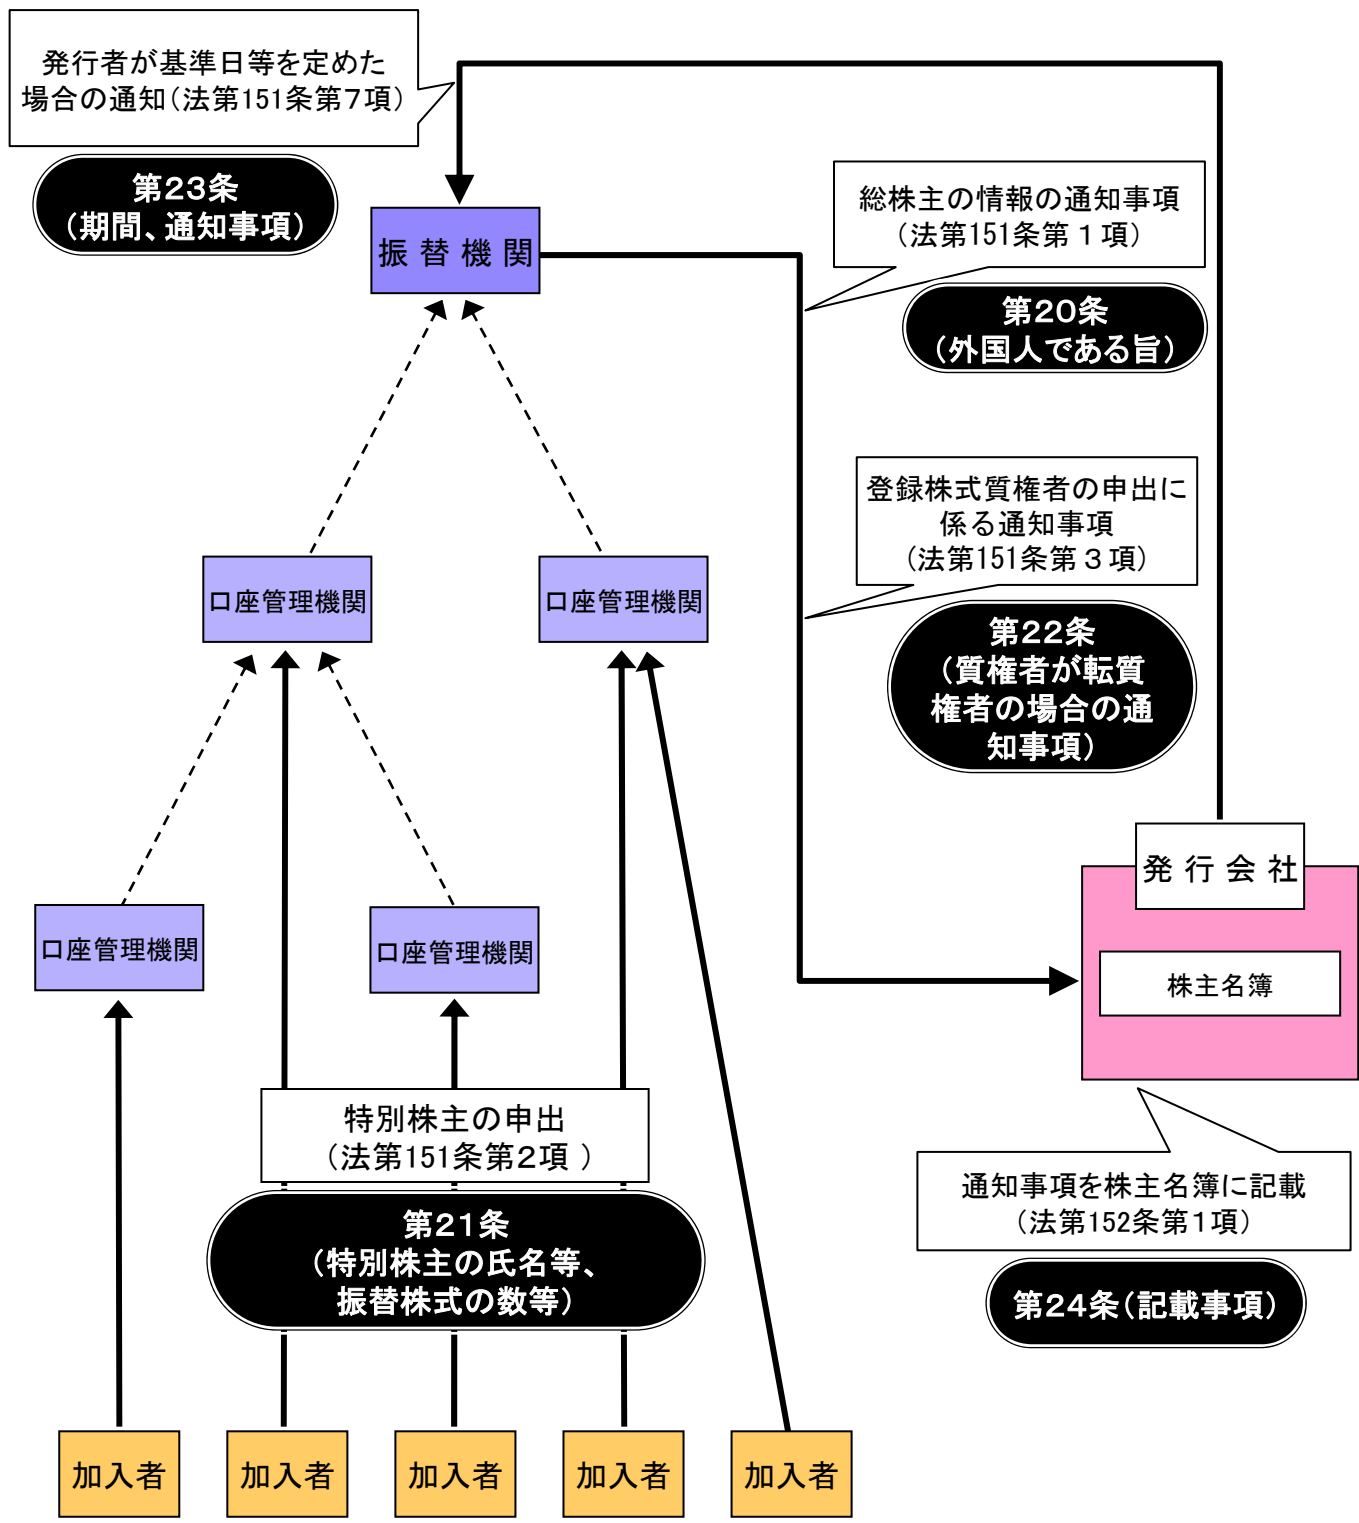 発行者が基準日等を定めた
場合の通知（法第151条第７項）
第２３条
（期間、通知事項）
振替機関
総株主の情報の通知事項
（法第151条第１項）
第２０条
（外国人である旨）
登録株式質権者の申出に
係る通知事項
（法第151条第３項）
第２２条
（質権者が転質
権者の場合の通
知事項）
口座管理機関
口座管理機関
発行会社
株主名簿
口座管理機関
口座管理機関
特別株主の申出
（法第151条第２項）
第２１条
（特別株主の氏名等、
振替株式の数等）
通知事項を株主名簿に記載
（法第152条第１項）
第２４条（記載事項）
加入者
加入者
加入者
加入者
加入者